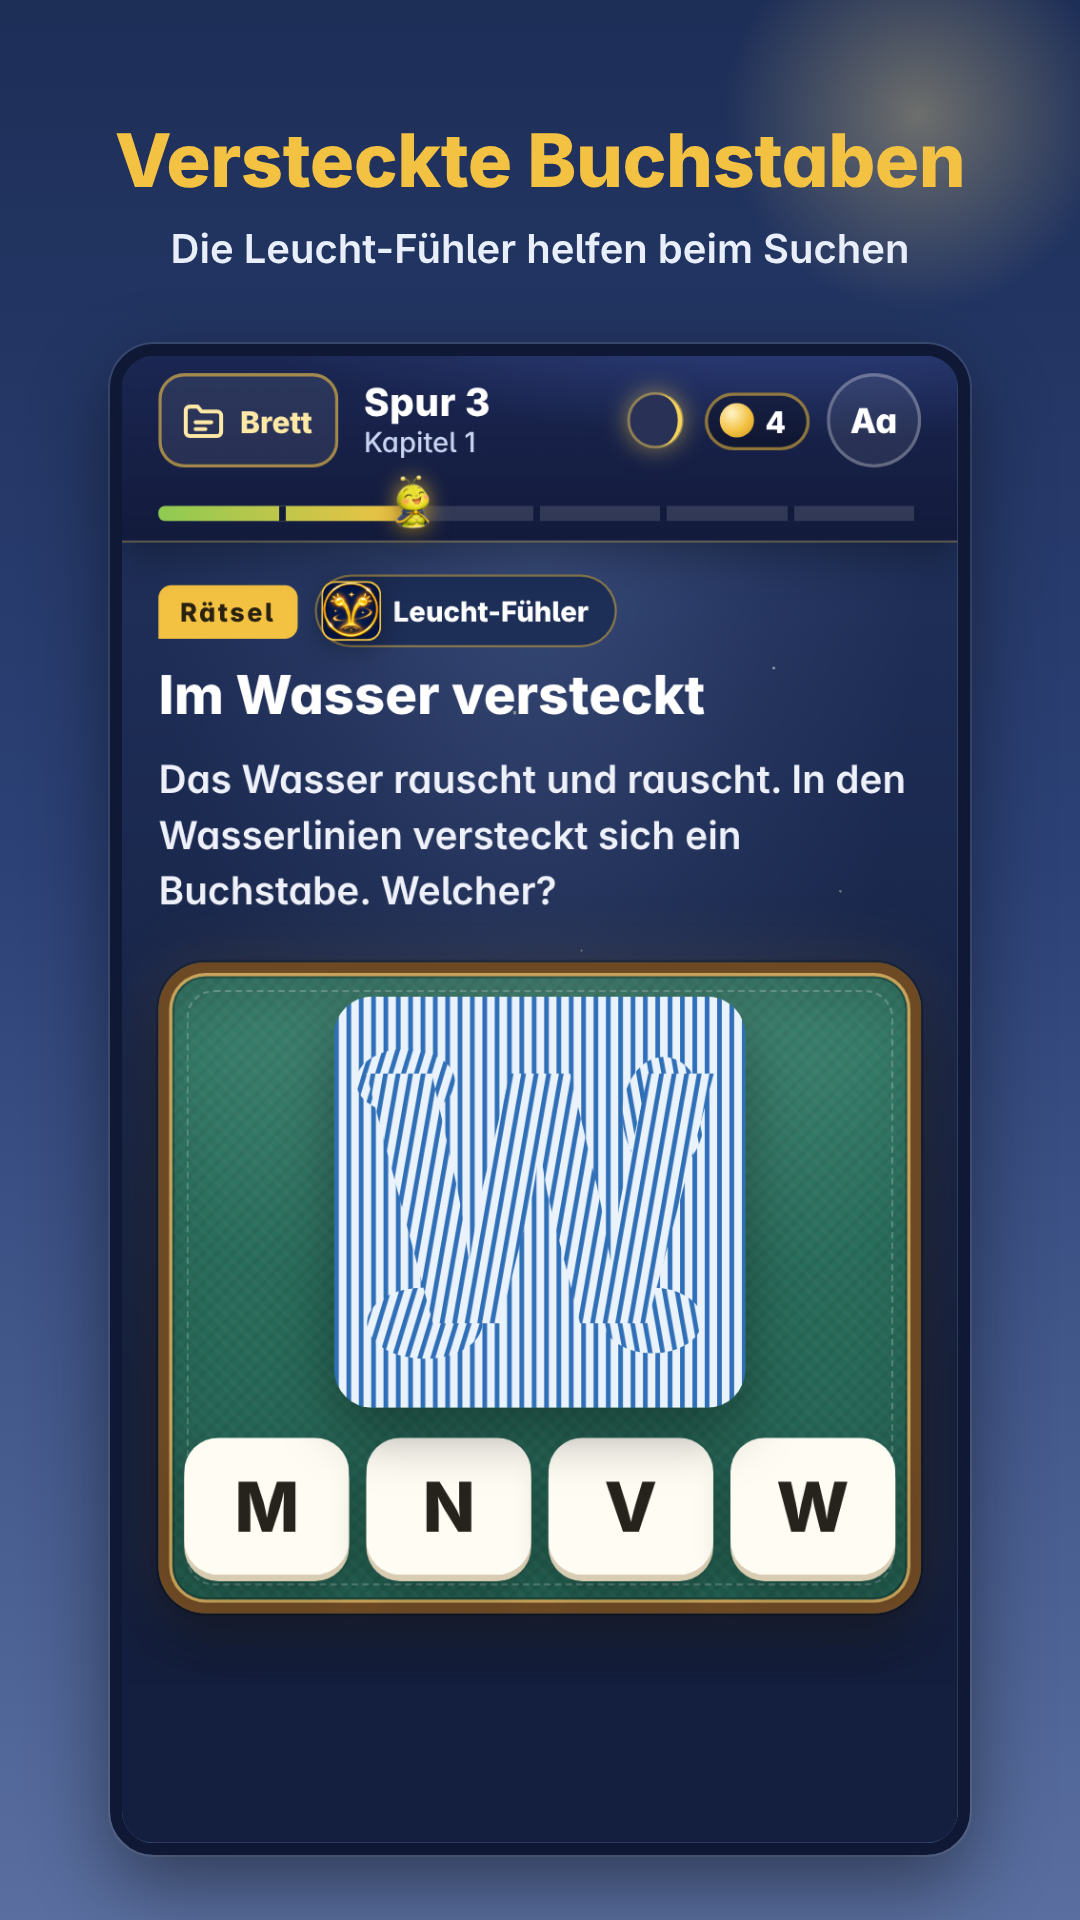 Versteckte Buchstaben
Die Leucht-Fühler helfen beim Suchen
Brett
Spur 3
Kapitel 1
4
Aa
Rätsel
Leucht-Fühler
Im Wasser versteckt
Das Wasser rauscht und rauscht. In den
Wasserlinien versteckt sich ein
Buchstabe. Welcher?
W
M N V W